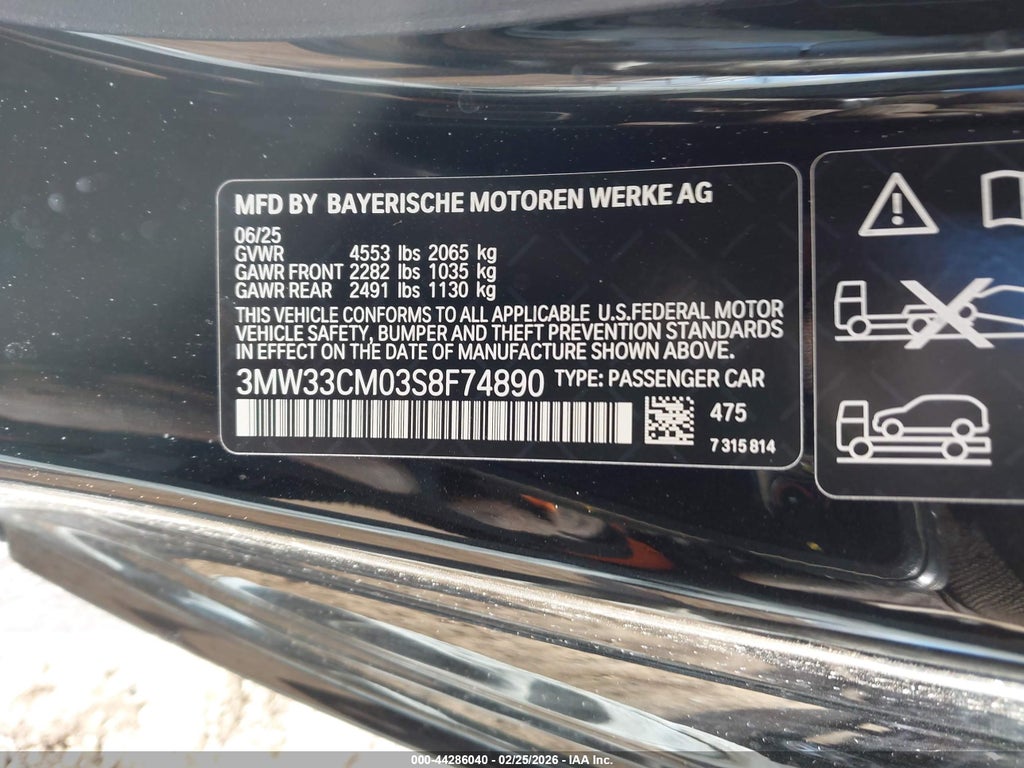 MFD BY BAYERISCHE MOTOREN WERKE AG
06/25
GVWR 4553 lbs 2065 kg
GAWR FRONT 2282 lbs 1035 kg
GAWR REAR 2491 lbs 1130 kg
THIS VEHICLE CONFORMS TO ALL APPLICABLE U.S.FEDERAL MOTOR
VEHICLE SAFETY, BUMPER AND THEFT PREVENTION STANDARDS
IN EFFECT ON THE DATE OF MANUFACTURE SHOWN ABOVE.
3MW33CM03S8F74890 TYPE: PASSENGER CAR
475
7 315 814
000-44286040 - 02/25/2026 - IAA Inc.